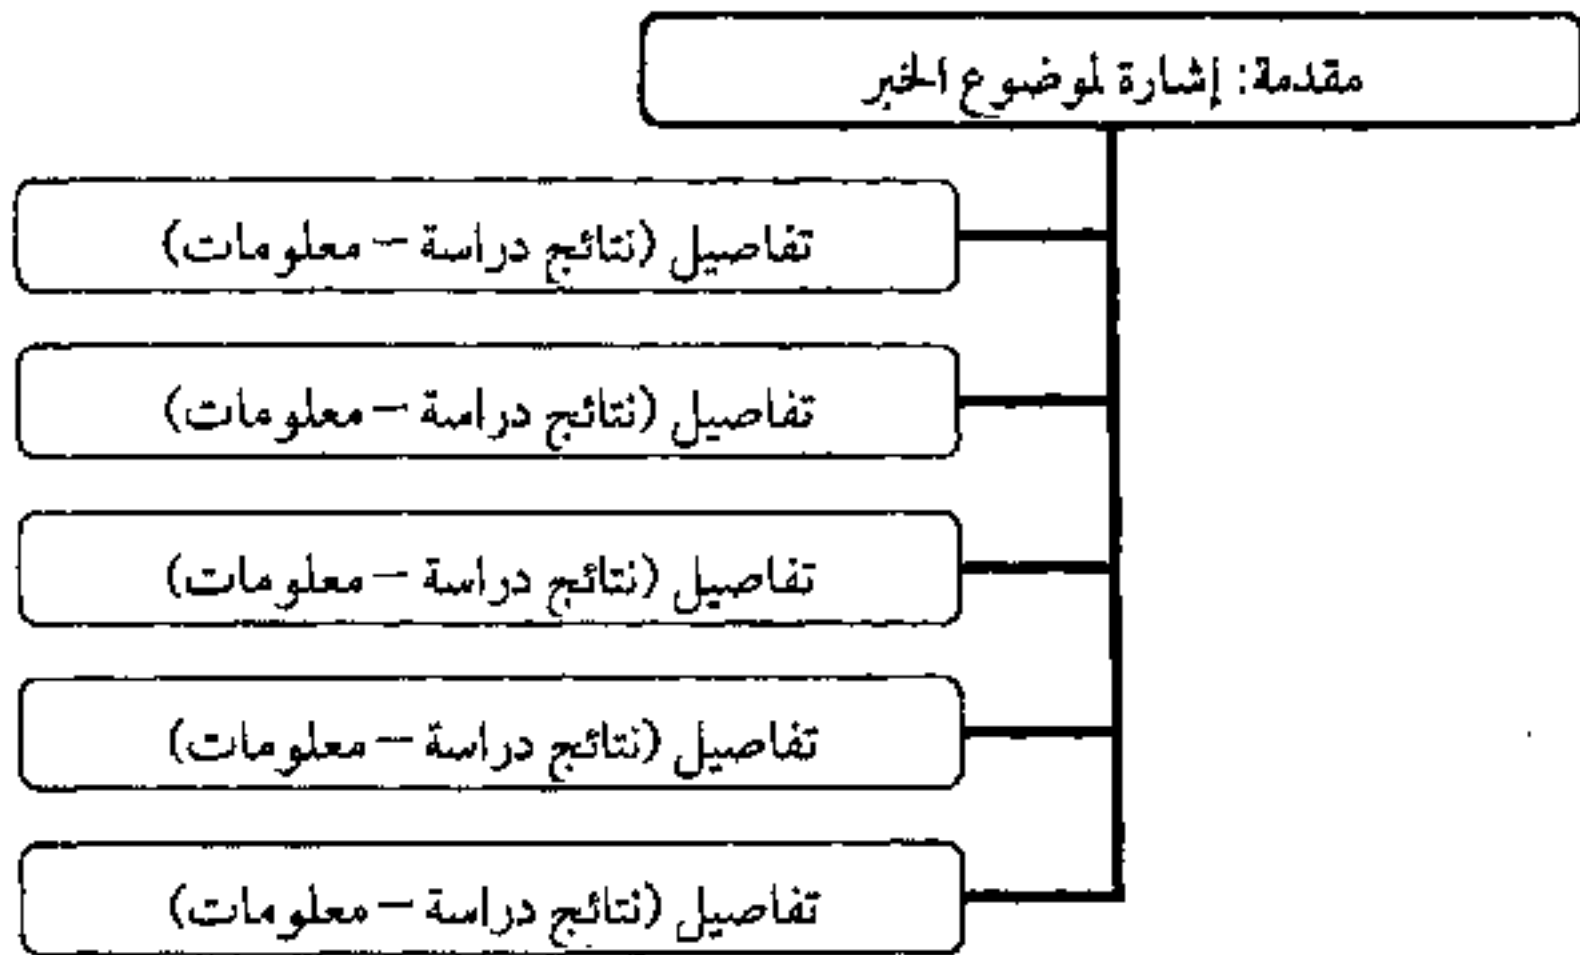 مقدمة: إشارة لموضوع الخبر
تفاصيل (نتائج دراسة – معلومات)
تفاصيل (نتائج دراسة – معلومات)
تفاصيل (نتائج دراسة – معلومات)
تفاصيل (نتائج دراسة – معلومات)
تفاصيل (نتائج دراسة – معلومات)